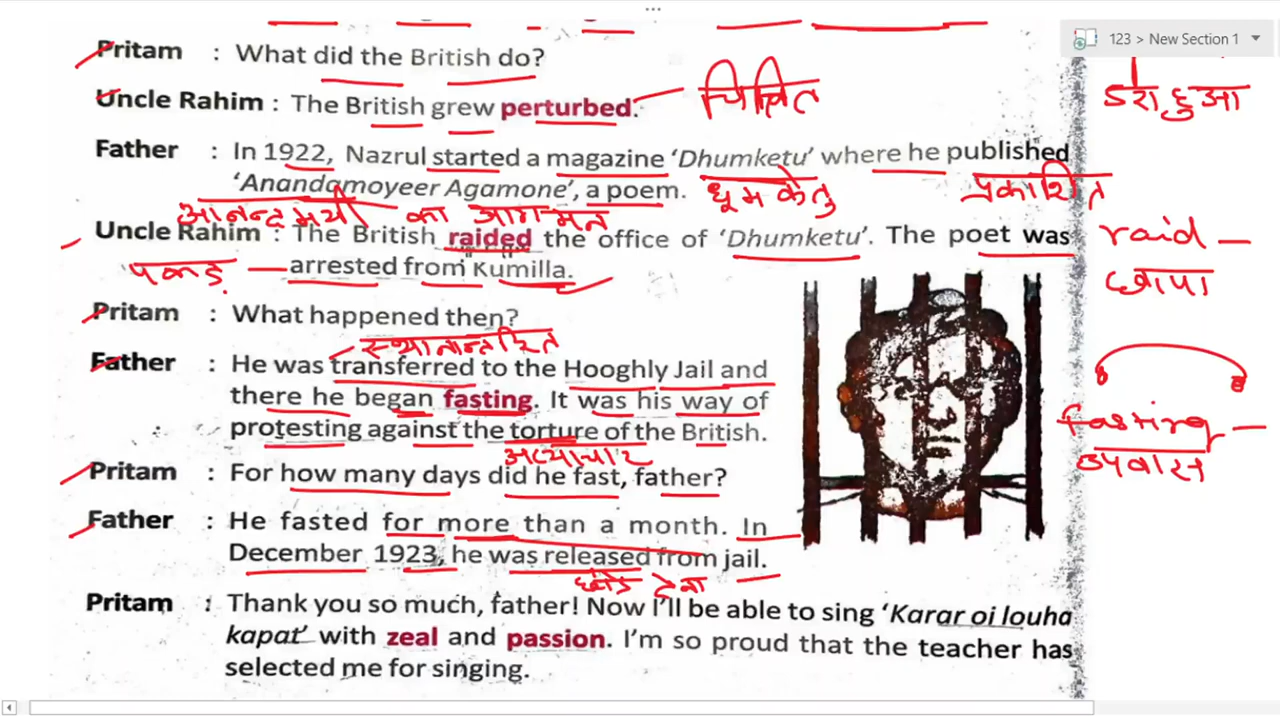 123 > New Section 1
Pritam : What did the British do?
डरा हुआ
Uncle Rahim : The British grew perturbed. चिंतित
Father : In 1922, Nazrul started a magazine 'Dhumketu' where he published
'Anandamoyeer Agamone', a poem. धूमकेतु प्रकाशित
आनन्दमयी का आगमन
Uncle Rahim : The British raided the office of 'Dhumketu'. The poet was raid -
पकड़ — arrested from Kumilla. छापा
Pritam : What happened then?
स्थानान्तरित
Father : He was transferred to the Hooghly Jail and
there he began fasting. It was his way of fasting -
protesting against the torture of the British.
अत्याचार उपवास
Pritam : For how many days did he fast, father?
Father : He fasted for more than a month. In
December 1923, he was released from jail.
छोड़ देना
Pritam : Thank you so much, father! Now I'll be able to sing 'Karar oi louha
kapat' with zeal and passion. I'm so proud that the teacher has
selected me for singing.